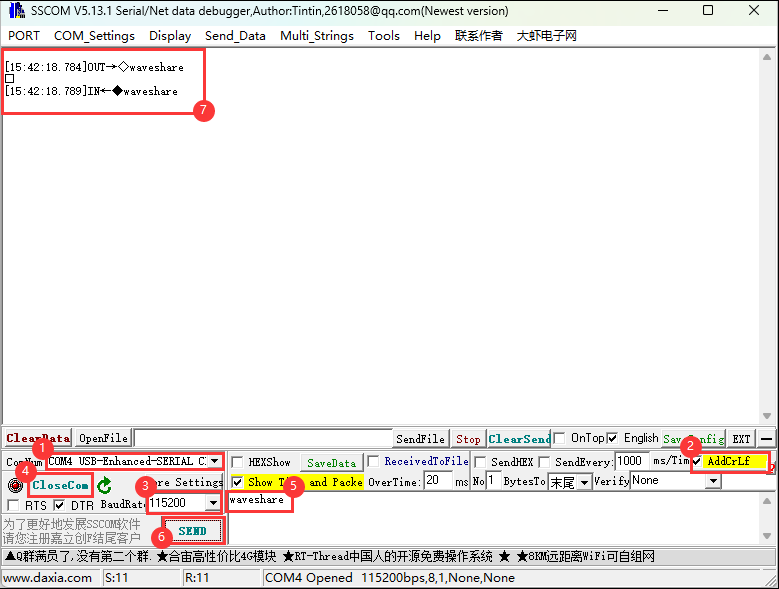 SSCOM V5.13.1 Serial/Net data debugger,Author:Tintin,2618058@qq.com(Newest version)
PORT COM_Settings Display Send_Data Multi_Strings Tools Help 联系作者 大虾电子网
[15:42:18.784]OUT→◇waveshare
□
[15:42:18.789]IN←◆waveshare
7
ClearData OpenFile SendFile Stop ClearSend OnTop English EXT —
1 2
COM4 USB-Enhanced-SERIAL HEXShow SaveData ReceivedToFile SendHEX SendEvery: 1000 ms/Tim AddCrLf
4 CloseCom 3 re Settings Show and Packe OverTime: 20 ms No 1 BytesTo 末尾 Verify None
RTS DTR BaudRat 115200 waveshare 5
为了更好地发展SSCOM软件
请您注册嘉立创F结尾客户
6 SEND
▲Q群满员了,没有第二个群. ★合宙高性价比4G模块 ★RT-Thread中国人的开源免费操作系统 ★ ★8KM远距离WiFi可自组网
www.daxia.com S:11 R:11 COM4 Opened 115200bps,8,1,None,None